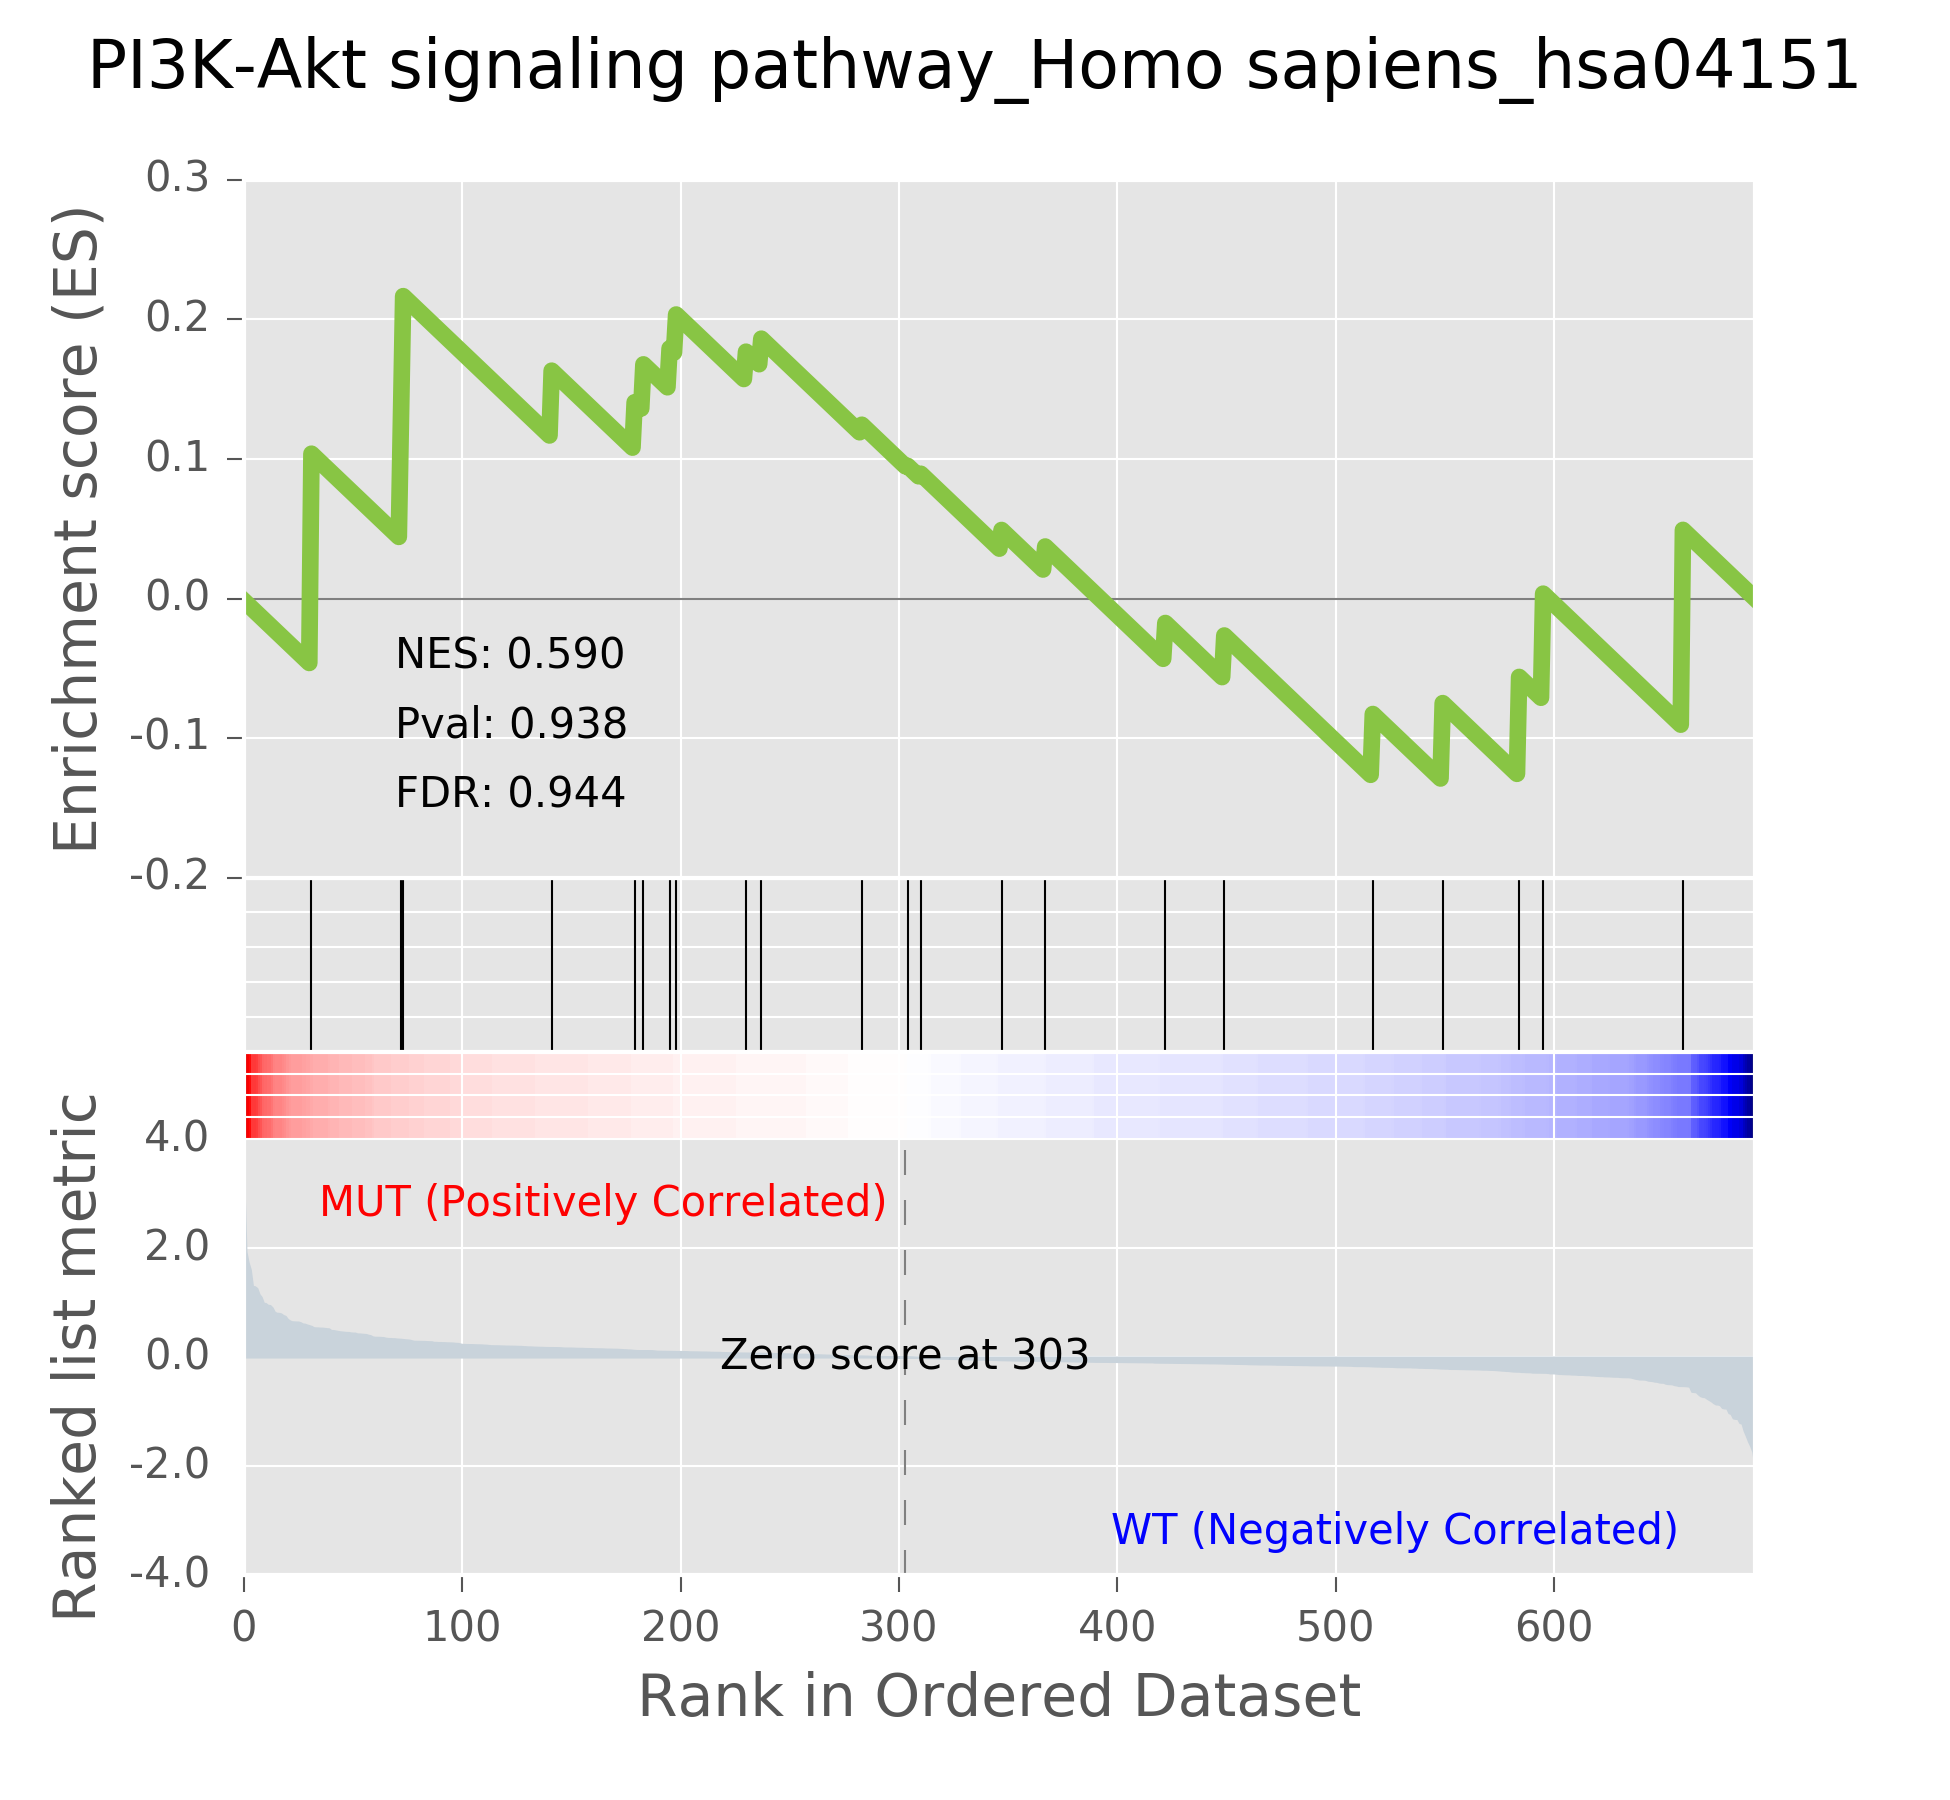 PI3K-Akt signaling pathway_Homo sapiens_hsa04151
Enrichment score (ES)
0.3
0.2
0.1
0.0
-0.1
-0.2
NES: 0.590
Pval: 0.938
FDR: 0.944
Ranked list metric
4.0
2.0
0.0
-2.0
-4.0
MUT (Positively Correlated)
Zero score at 303
WT (Negatively Correlated)
0 100 200 300 400 500 600
Rank in Ordered Dataset